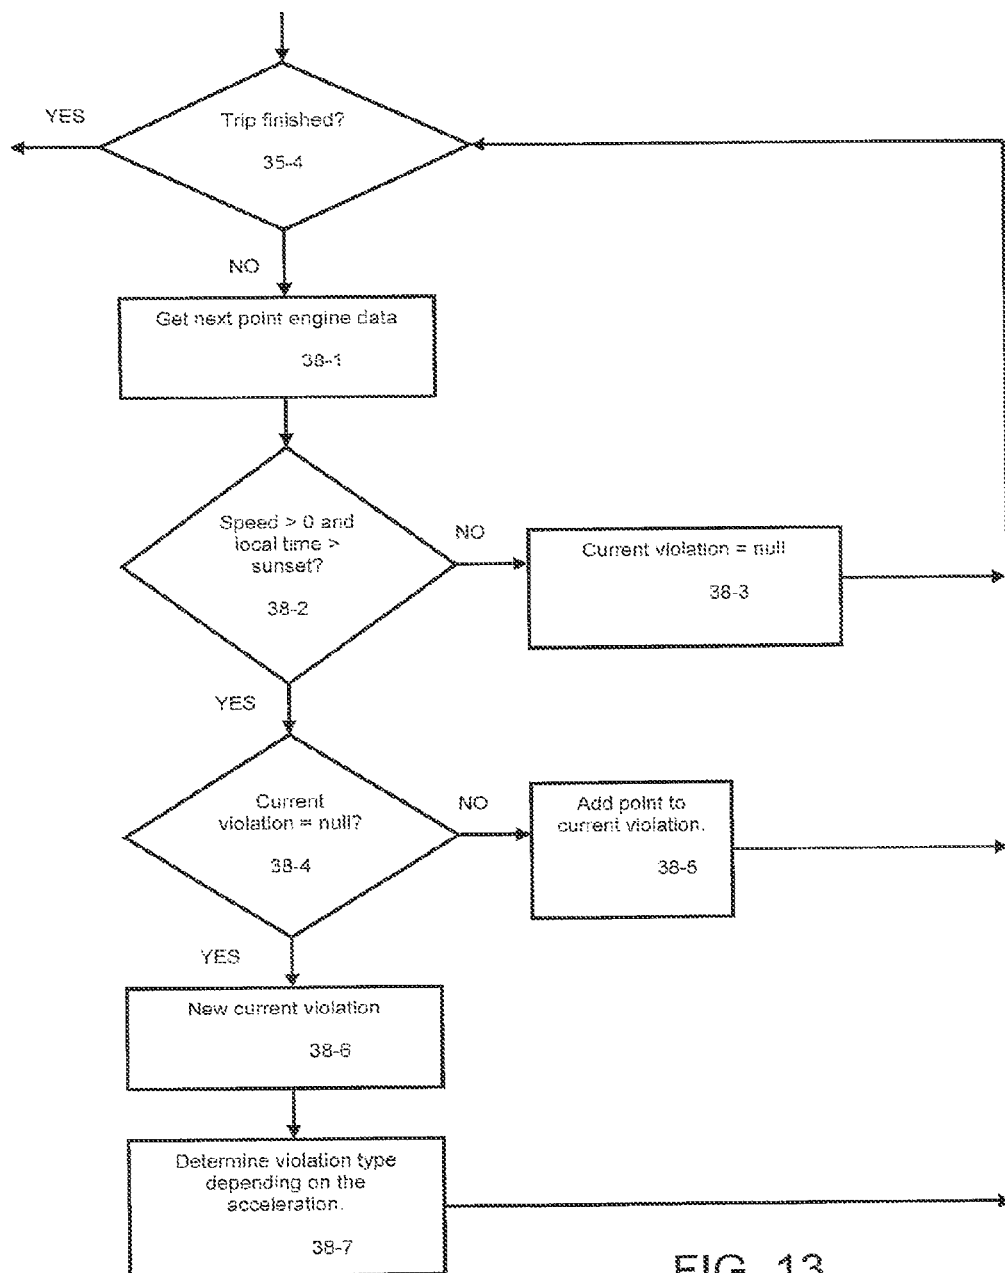 Trip finished?
35-4
YES
NO
Get next point engine data
38-1
Speed > 0 and
local time >
sunset?
38-2
NO
Current violation = null
38-3
YES
Current
violation = null?
38-4
NO
Add point to
current violation.
38-5
YES
New current violation
38-6
Determine violation type
depending on the
acceleration.
38-7
FIG. 13